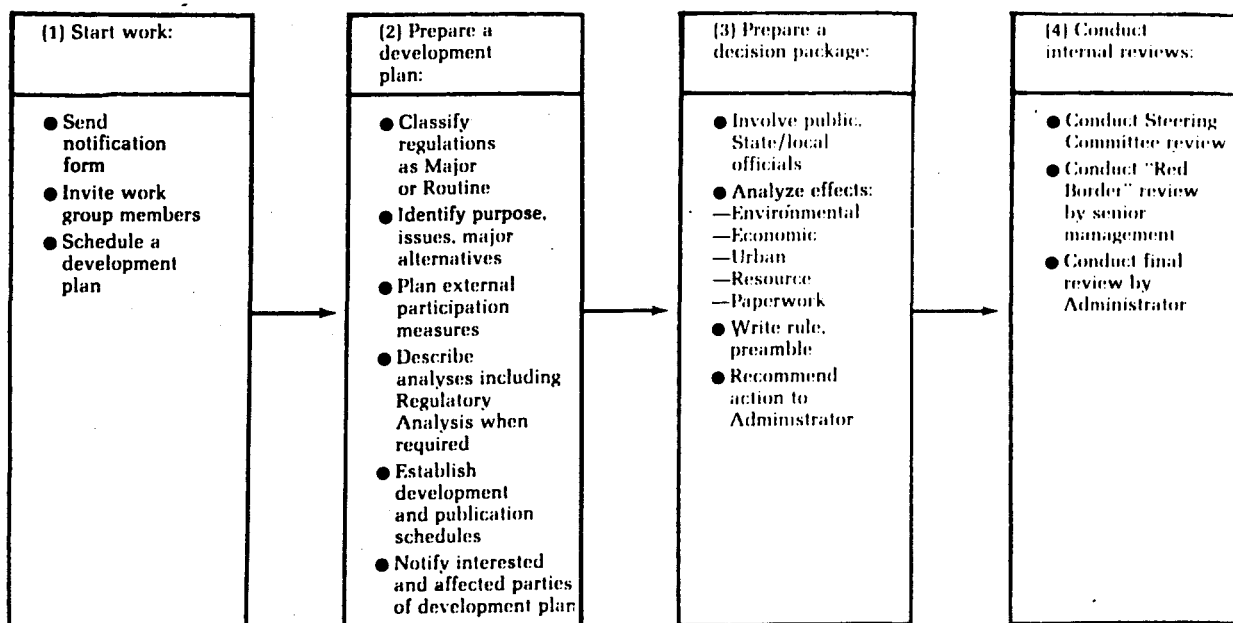 (1) Start work:
● Send
notification
form
● Invite work
group members
● Schedule a
development
plan
(2) Prepare a
development
plan:
● Classify
regulations
as Major
or Routine
● Identify purpose,
issues, major
alternatives
● Plan external
participation
measures
● Describe
analyses including
Regulatory
Analysis when
required
● Establish
development
and publication
schedules
● Notify interested
and affected parties
of development plan
(3) Prepare a
decision package:
● Involve public,
State/local
officials
● Analyze effects:
—Environmental
—Economic
—Urban
—Resource
—Paperwork
● Write rule,
preamble
● Recommend
action to
Administrator
(4) Conduct
internal reviews:
● Conduct Steering
Committee review
● Conduct "Red
Border" review
by senior
management
● Conduct final
review by
Administrator